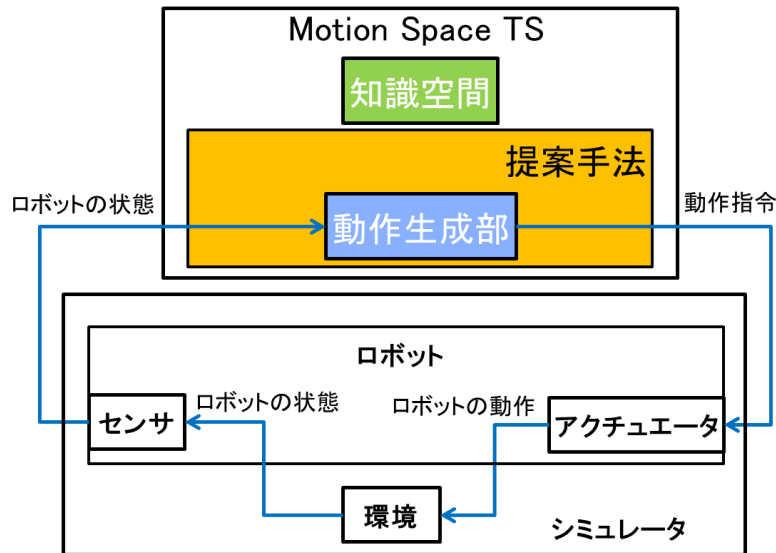 Motion Space TS
知識空間
提案手法
ロボットの状態
動作生成部
動作指令
ロボット
センサ
ロボットの状態
ロボットの動作
アクチュエータ
環境
シミュレータ